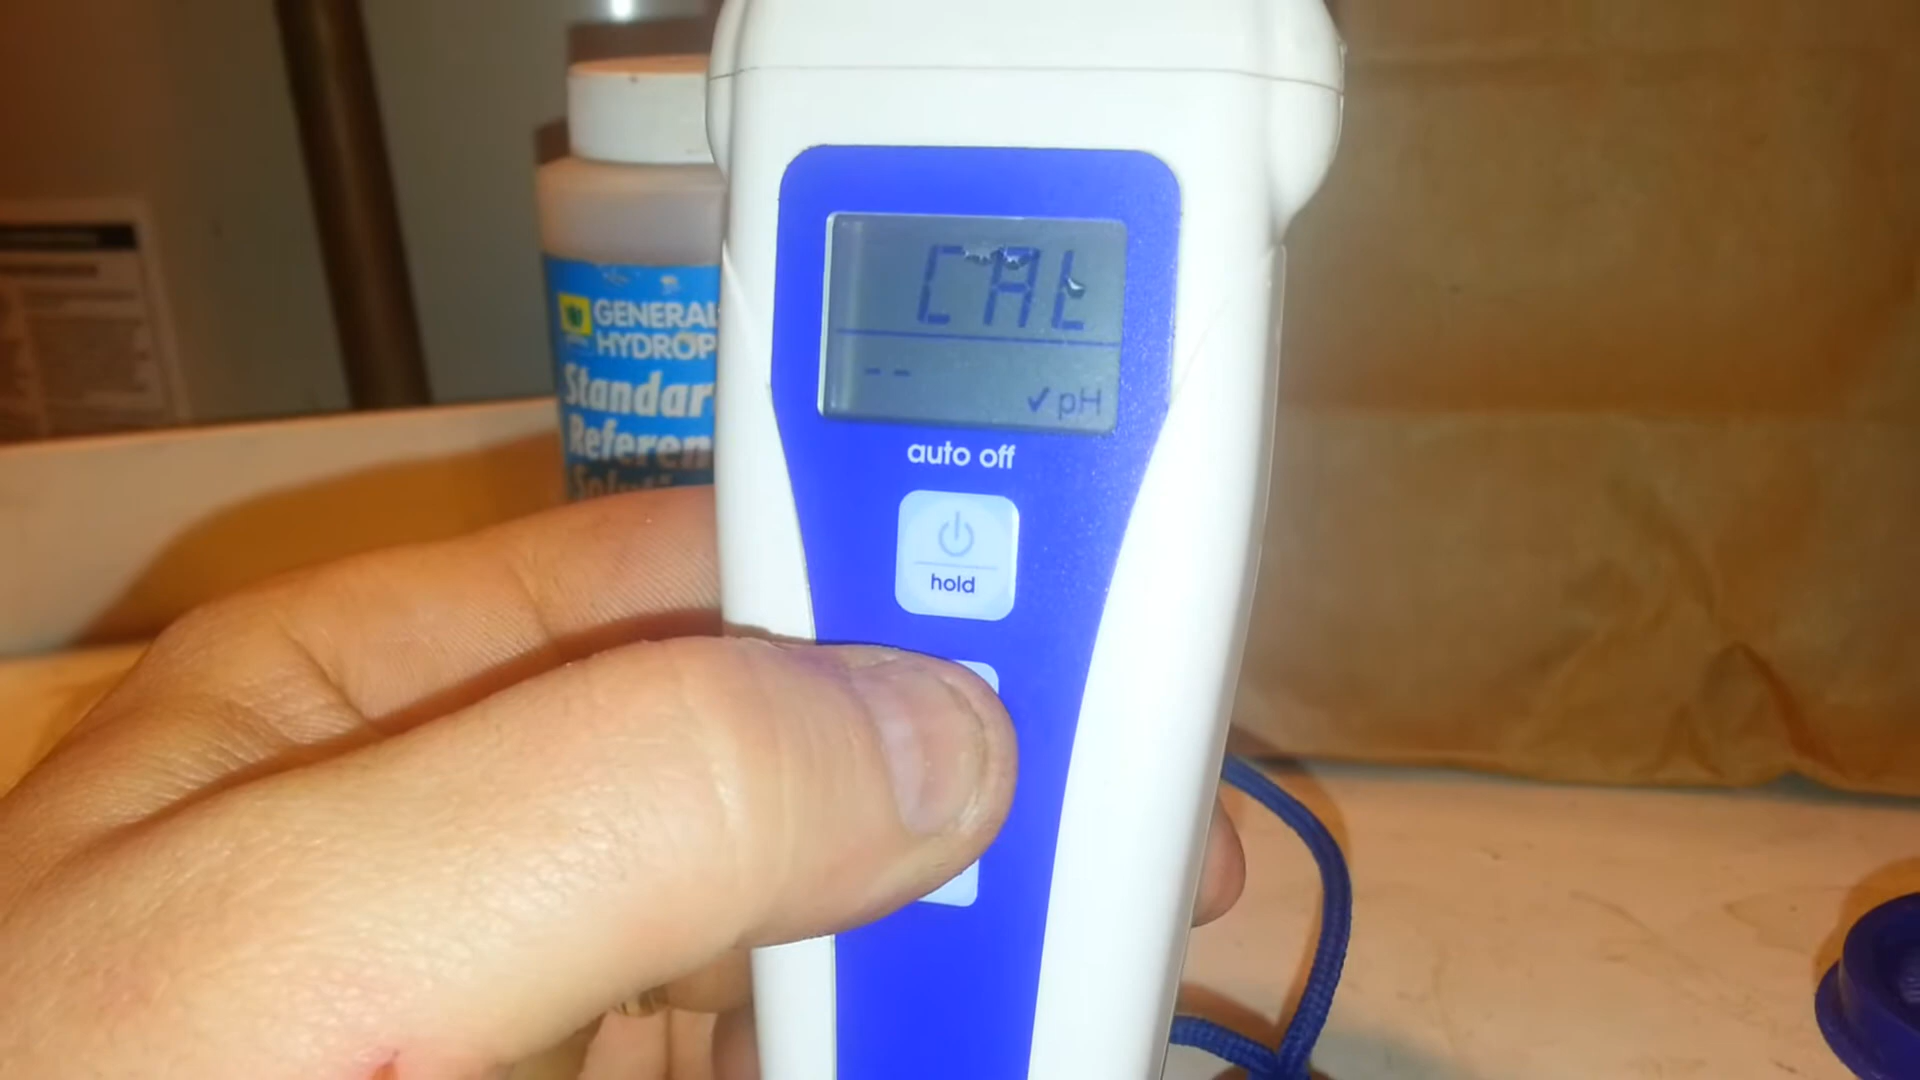 GENERAL
HYDROP
Standar
Referen
CAL
--
✓ pH
auto off
hold